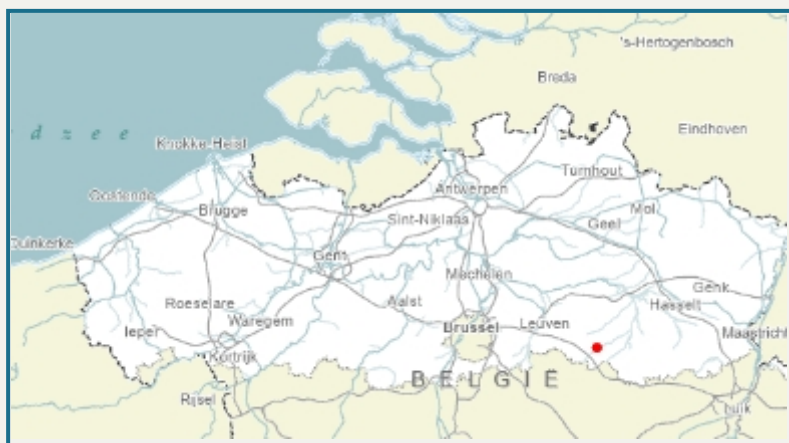 's-Hertogenbosch
Breda
Eindhoven
d z e e
Knokke-Heist
Turnhout
Antwerpen
Oostende
Brugge
Sint-Niklaas
Geel
Mol
Duinkerke
Gent
Mechelen
Genk
Roeselare
Aalst
Hasselt
Ieper
Waregem
Brussel
Leuven
Maastricht
Kortrijk
BELGIË
Rijsel
Luik